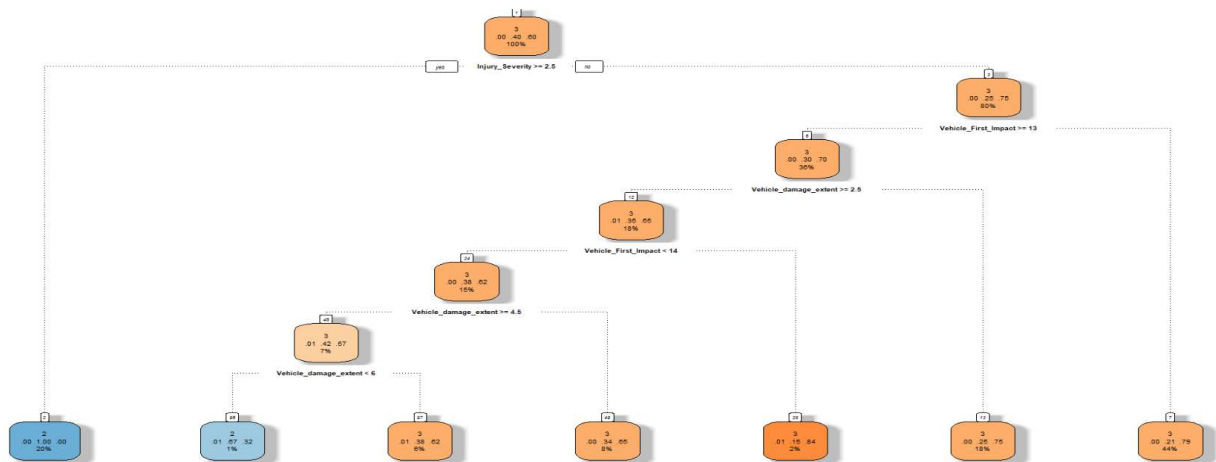 1
3
.00 .40 .60
100%
yes
Injury_Severity >= 2.5
no
3
3
.00 .25 .75
80%
Vehicle_First_Impact >= 13
6
3
.00 .30 .70
36%
Vehicle_damage_extent >= 2.5
12
3
.01 .35 .65
18%
Vehicle_First_Impact < 14
24
3
.00 .38 .62
15%
Vehicle_damage_extent >= 4.5
48
3
.01 .42 .57
7%
Vehicle_damage_extent < 6
2
2
.00 1.00 .00
20%
96
2
.01 .67 .32
1%
97
3
.01 .38 .62
6%
49
3
.00 .34 .65
8%
25
3
.01 .15 .84
2%
13
3
.00 .25 .75
18%
7
3
.00 .21 .79
44%